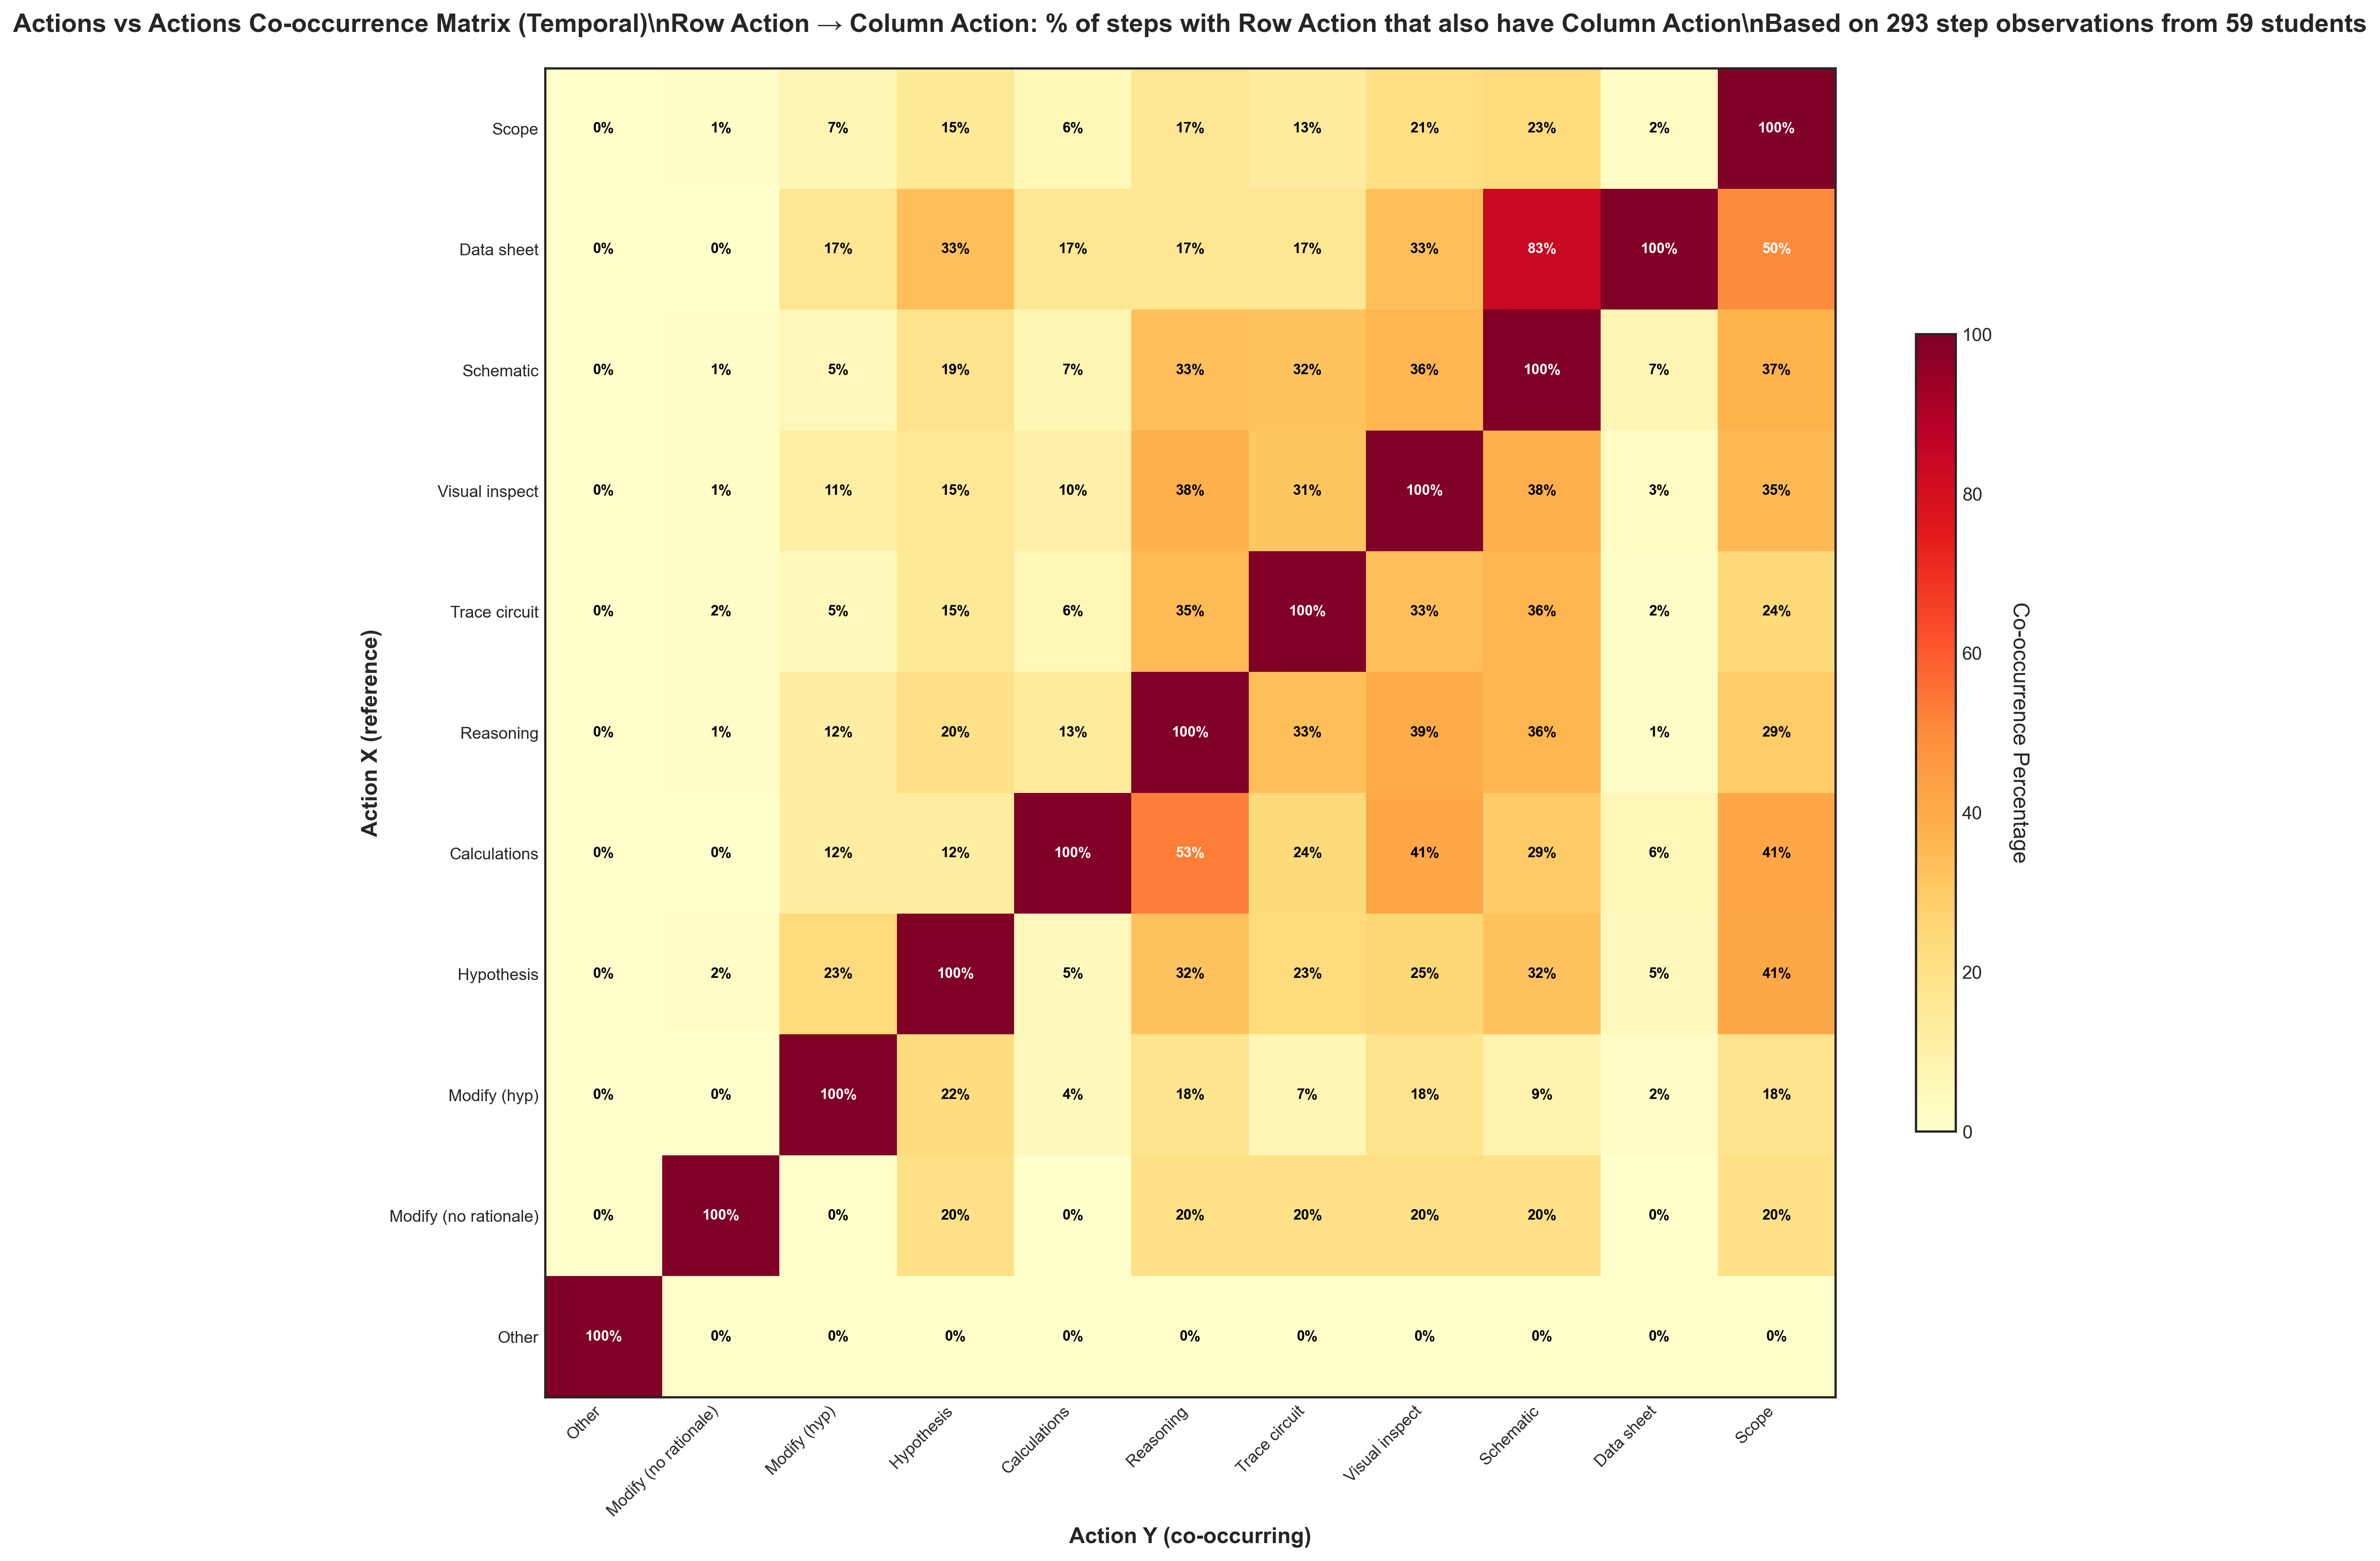 Actions vs Actions Co-occurrence Matrix (Temporal)\nRow Action → Column Action: % of steps with Row Action that also have Column Action\nBased on 293 step observations from 59 students
Scope 0% 1% 7% 15% 6% 17% 13% 21% 23% 2% 100%
Data sheet 0% 0% 17% 33% 17% 17% 17% 33% 83% 100% 50%
Schematic 0% 1% 5% 19% 7% 33% 32% 36% 100% 7% 37%
Visual inspect 0% 1% 11% 15% 10% 38% 31% 100% 38% 3% 35%
Trace circuit 0% 2% 5% 15% 6% 35% 100% 33% 36% 2% 24%
Reasoning 0% 1% 12% 20% 13% 100% 33% 39% 36% 1% 29%
Calculations 0% 0% 12% 12% 100% 53% 24% 41% 29% 6% 41%
Hypothesis 0% 2% 23% 100% 5% 32% 23% 25% 32% 5% 41%
Modify (hyp) 0% 0% 100% 22% 4% 18% 7% 18% 9% 2% 18%
Modify (no rationale) 0% 100% 0% 20% 0% 20% 20% 20% 20% 0% 20%
Other 100% 0% 0% 0% 0% 0% 0% 0% 0% 0% 0%
Action X (reference)
Other Modify (no rationale) Modify (hyp) Hypothesis Calculations Reasoning Trace circuit Visual inspect Schematic Data sheet Scope
Action Y (co-occurring)
100
80
60
40
20
0
Co-occurrence Percentage